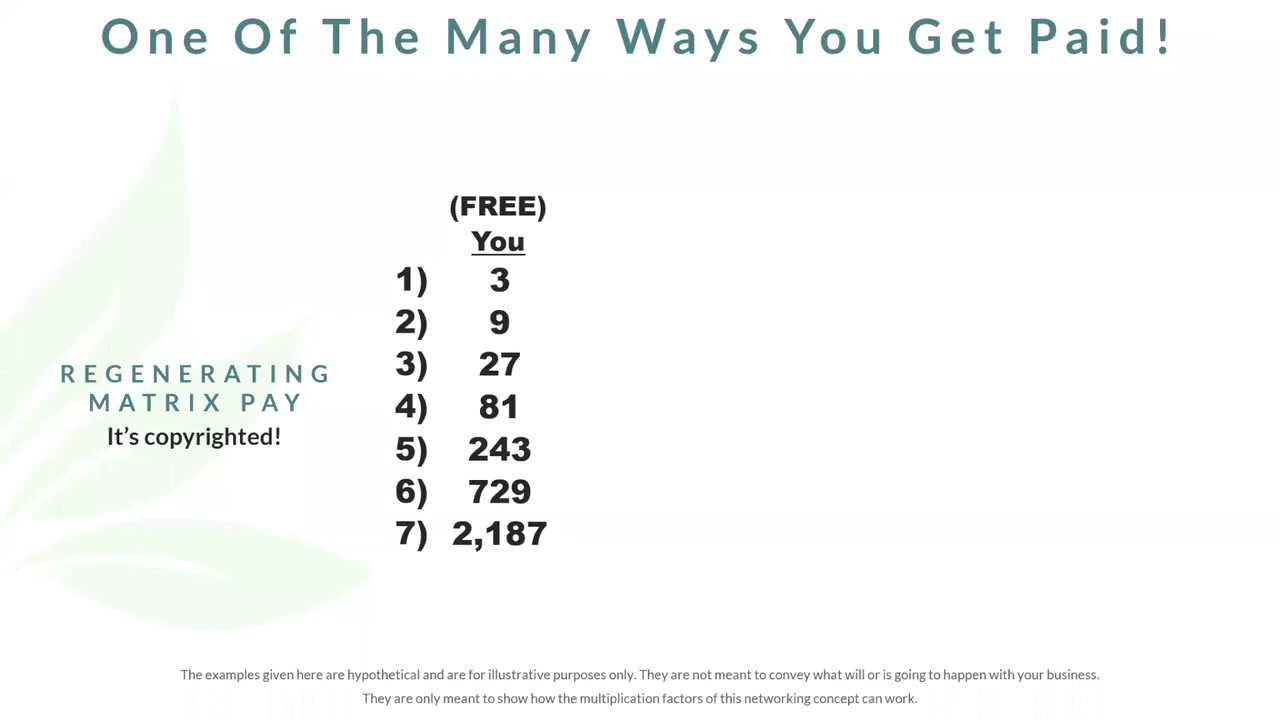 One Of The Many Ways You Get Paid!
(FREE)
You
1) 3
2) 9
3) 27
4) 81
5) 243
6) 729
7) 2,187
REGENERATING
MATRIX PAY
It’s copyrighted!
The examples given here are hypothetical and are for illustrative purposes only. They are not meant to convey what will or is going to happen with your business.
They are only meant to show how the multiplication factors of this networking concept can work.